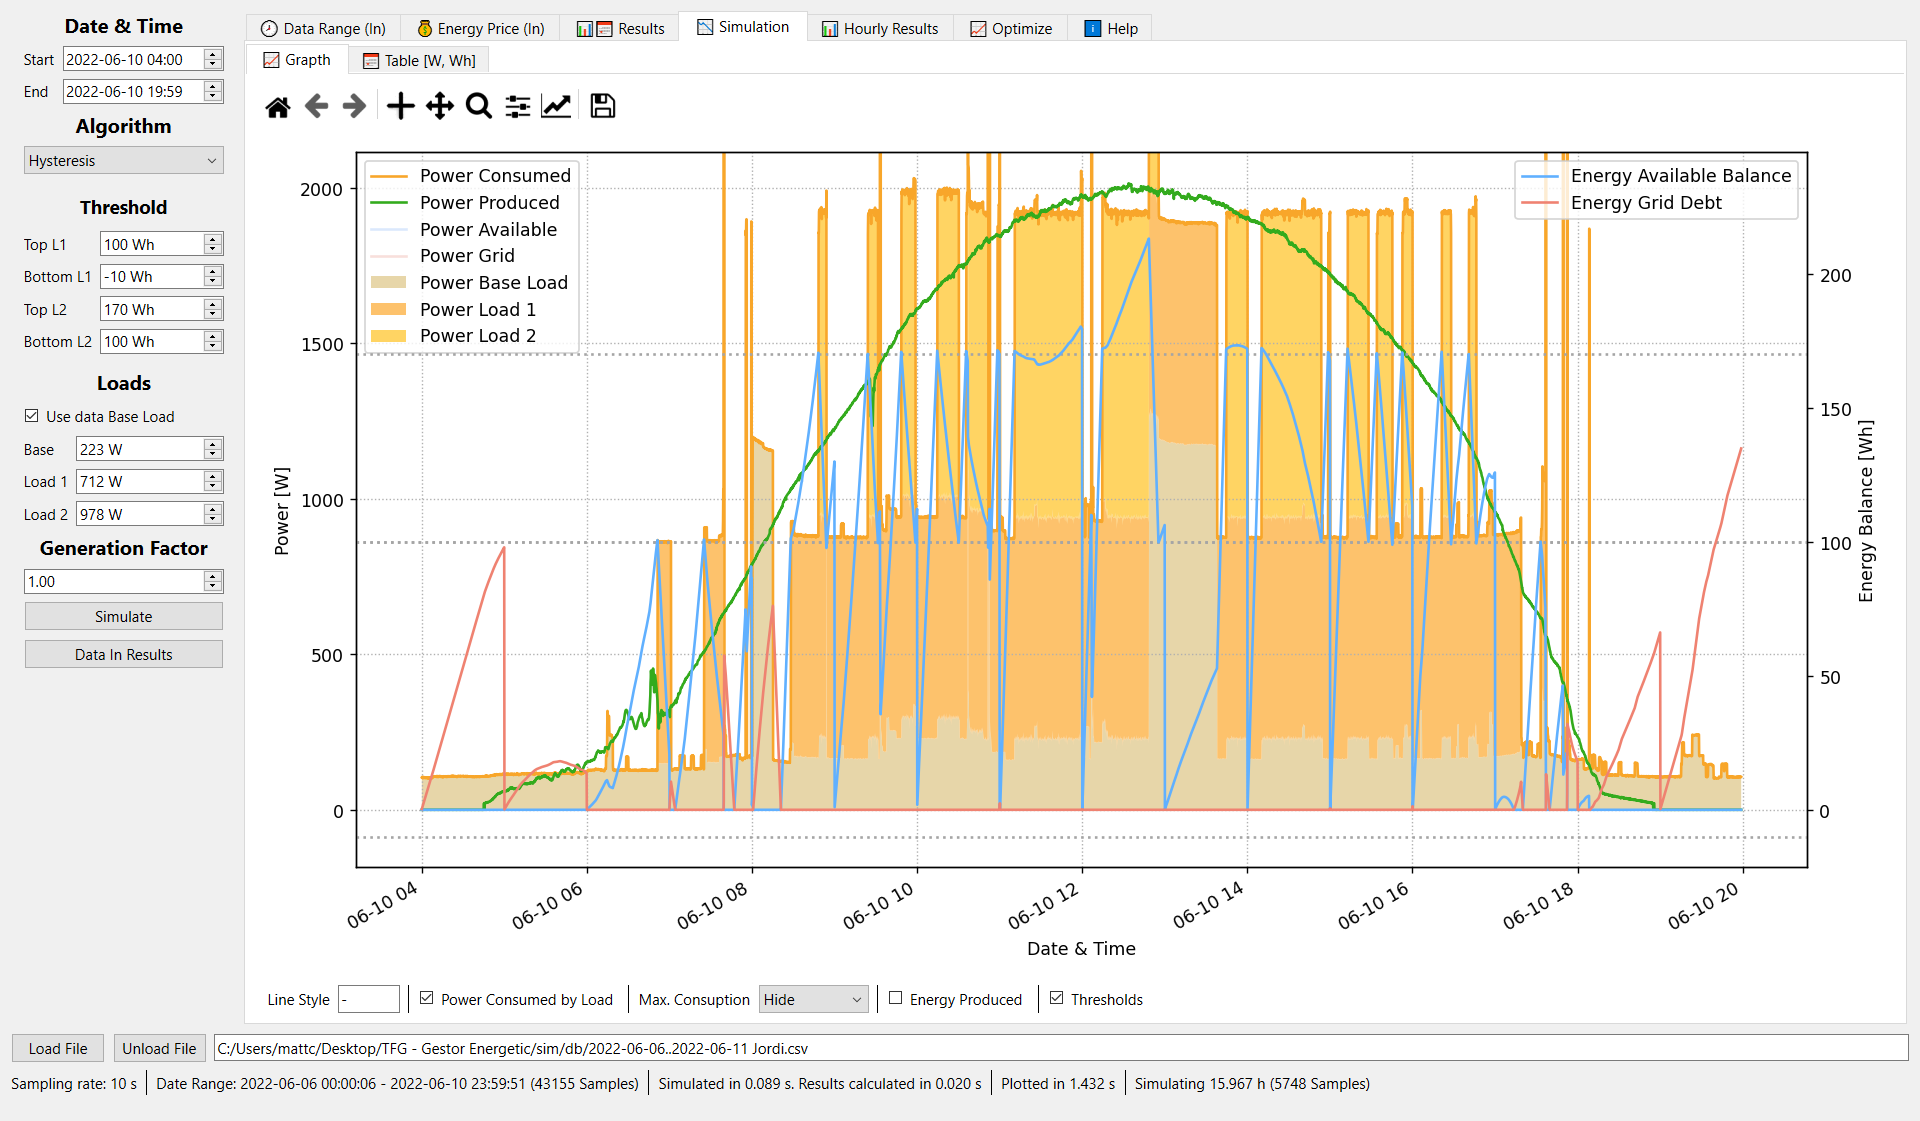 Date & Time
Start 2022-06-10 04:00
End 2022-06-10 19:59
Algorithm
Hysteresis
Threshold
Top L1 100 Wh
Bottom L1 -10 Wh
Top L2 170 Wh
Bottom L2 100 Wh
Loads
Use data Base Load
Base 223 W
Load 1 712 W
Load 2 978 W
Generation Factor
1.00
Simulate
Data In Results
Data Range (In) Energy Price (In) Results Simulation Hourly Results Optimize Help
Graph Table [W, Wh]
Power Consumed
Power Produced
Power Available
Power Grid
Power Base Load
Power Load 1
Power Load 2
Energy Available Balance
Energy Grid Debt
2000
1500
1000
500
0
Power [W]
200
150
100
50
0
Energy Balance [Wh]
06-10 04 06-10 06 06-10 08 06-10 10 06-10 12 06-10 14 06-10 16 06-10 18 06-10 20
Date & Time
Line Style - Power Consumed by Load Max. Consuption Hide Energy Produced Thresholds
Load File Unload File C:/Users/mattc/Desktop/TFG - Gestor Energetic/sim/db/2022-06-06..2022-06-11 Jordi.csv
Sampling rate: 10 s Date Range: 2022-06-06 00:00:06 - 2022-06-10 23:59:51 (43155 Samples) Simulated in 0.089 s. Results calculated in 0.020 s Plotted in 1.432 s Simulating 15.967 h (5748 Samples)